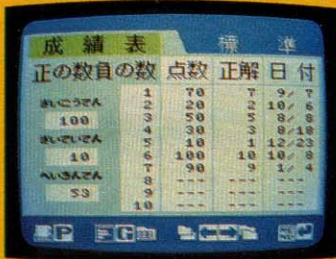 成績表 標準
正の数負の数 点数 正解 日付
1 70 7 9/ 7
さいこうてん 2 20 2 10/ 6
100 3 50 5 8/ 8
4 30 3 8/18
さいていてん 5 10 1 12/23
10 6 100 10 10/ 8
7 90 9 1/ 4
へいきんてん 8 --- -- --/--
53 9 --- -- --/--
10 --- -- --/--
P G